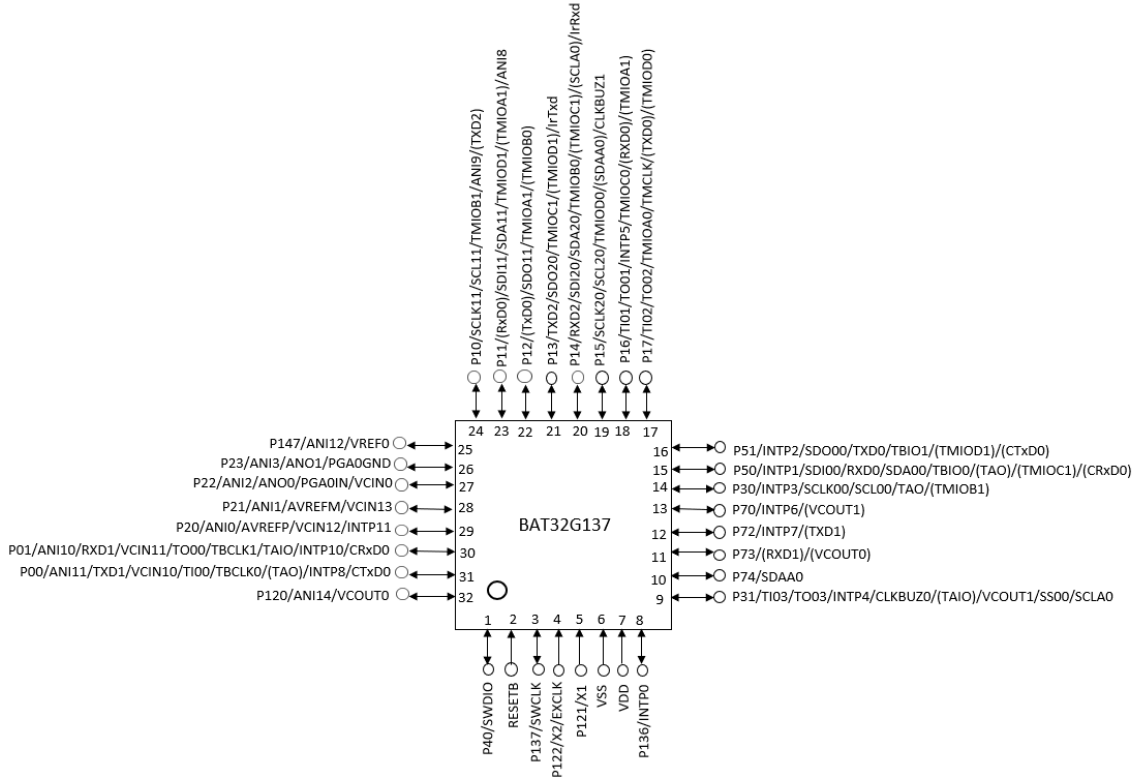 P10/SCLK11/SCL11/TMIOB1/ANI9/(TXD2)
P11/(RxD0)/SDI11/SDA11/TMIOD1/(TMIOA1)/ANI8
P12/(TxD0)/SDO11/TMIOA1/(TMIOB0)
P13/TXD2/SDO20/TMIOC1/(TMIOD1)/IrTxd
P14/RXD2/SDI20/SDA20/TMIOB0/(TMIOC1)/(SCLA0)/IrRxd
P15/SCLK20/SCL20/TMIOD0/(SDAA0)/CLKBUZ1
P16/TI01/TO01/INTP5/TMIOC0/(RXD0)/(TMIOA1)
P17/TI02/TO02/TMIOA0/TMCLK/(TXD0)/(TMIOD0)
24 23 22 21 20 19 18 17
P147/ANI12/VREF0 25
P23/ANI3/ANO1/PGA0GND 26
P22/ANI2/ANO0/PGA0IN/VCIN0 27
P21/ANI1/AVREFM/VCIN13 28
P20/ANI0/AVREFP/VCIN12/INTP11 29
P01/ANI10/RXD1/VCIN11/TO00/TBCLK1/TAIO/INTP10/CRxD0 30
P00/ANI11/TXD1/VCIN10/TI00/TBCLK0/(TAO)/INTP8/CTxD0 31
P120/ANI14/VCOUT0 32
BAT32G137
16 P51/INTP2/SDO00/TXD0/TBIO1/(TMIOD1)/(CTxD0)
15 P50/INTP1/SDI00/RXD0/SDA00/TBIO0/(TAO)/(TMIOC1)/(CRxD0)
14 P30/INTP3/SCLK00/SCL00/TAO/(TMIOB1)
13 P70/INTP6/(VCOUT1)
12 P72/INTP7/(TXD1)
11 P73/(RXD1)/(VCOUT0)
10 P74/SDAA0
9 P31/TI03/TO03/INTP4/CLKBUZ0/(TAIO)/VCOUT1/SS00/SCLA0
1 2 3 4 5 6 7 8
P40/SWDIO
RESETB
P137/SWCLK
P122/X2/EXCLK
P121/X1
VSS
VDD
P136/INTP0